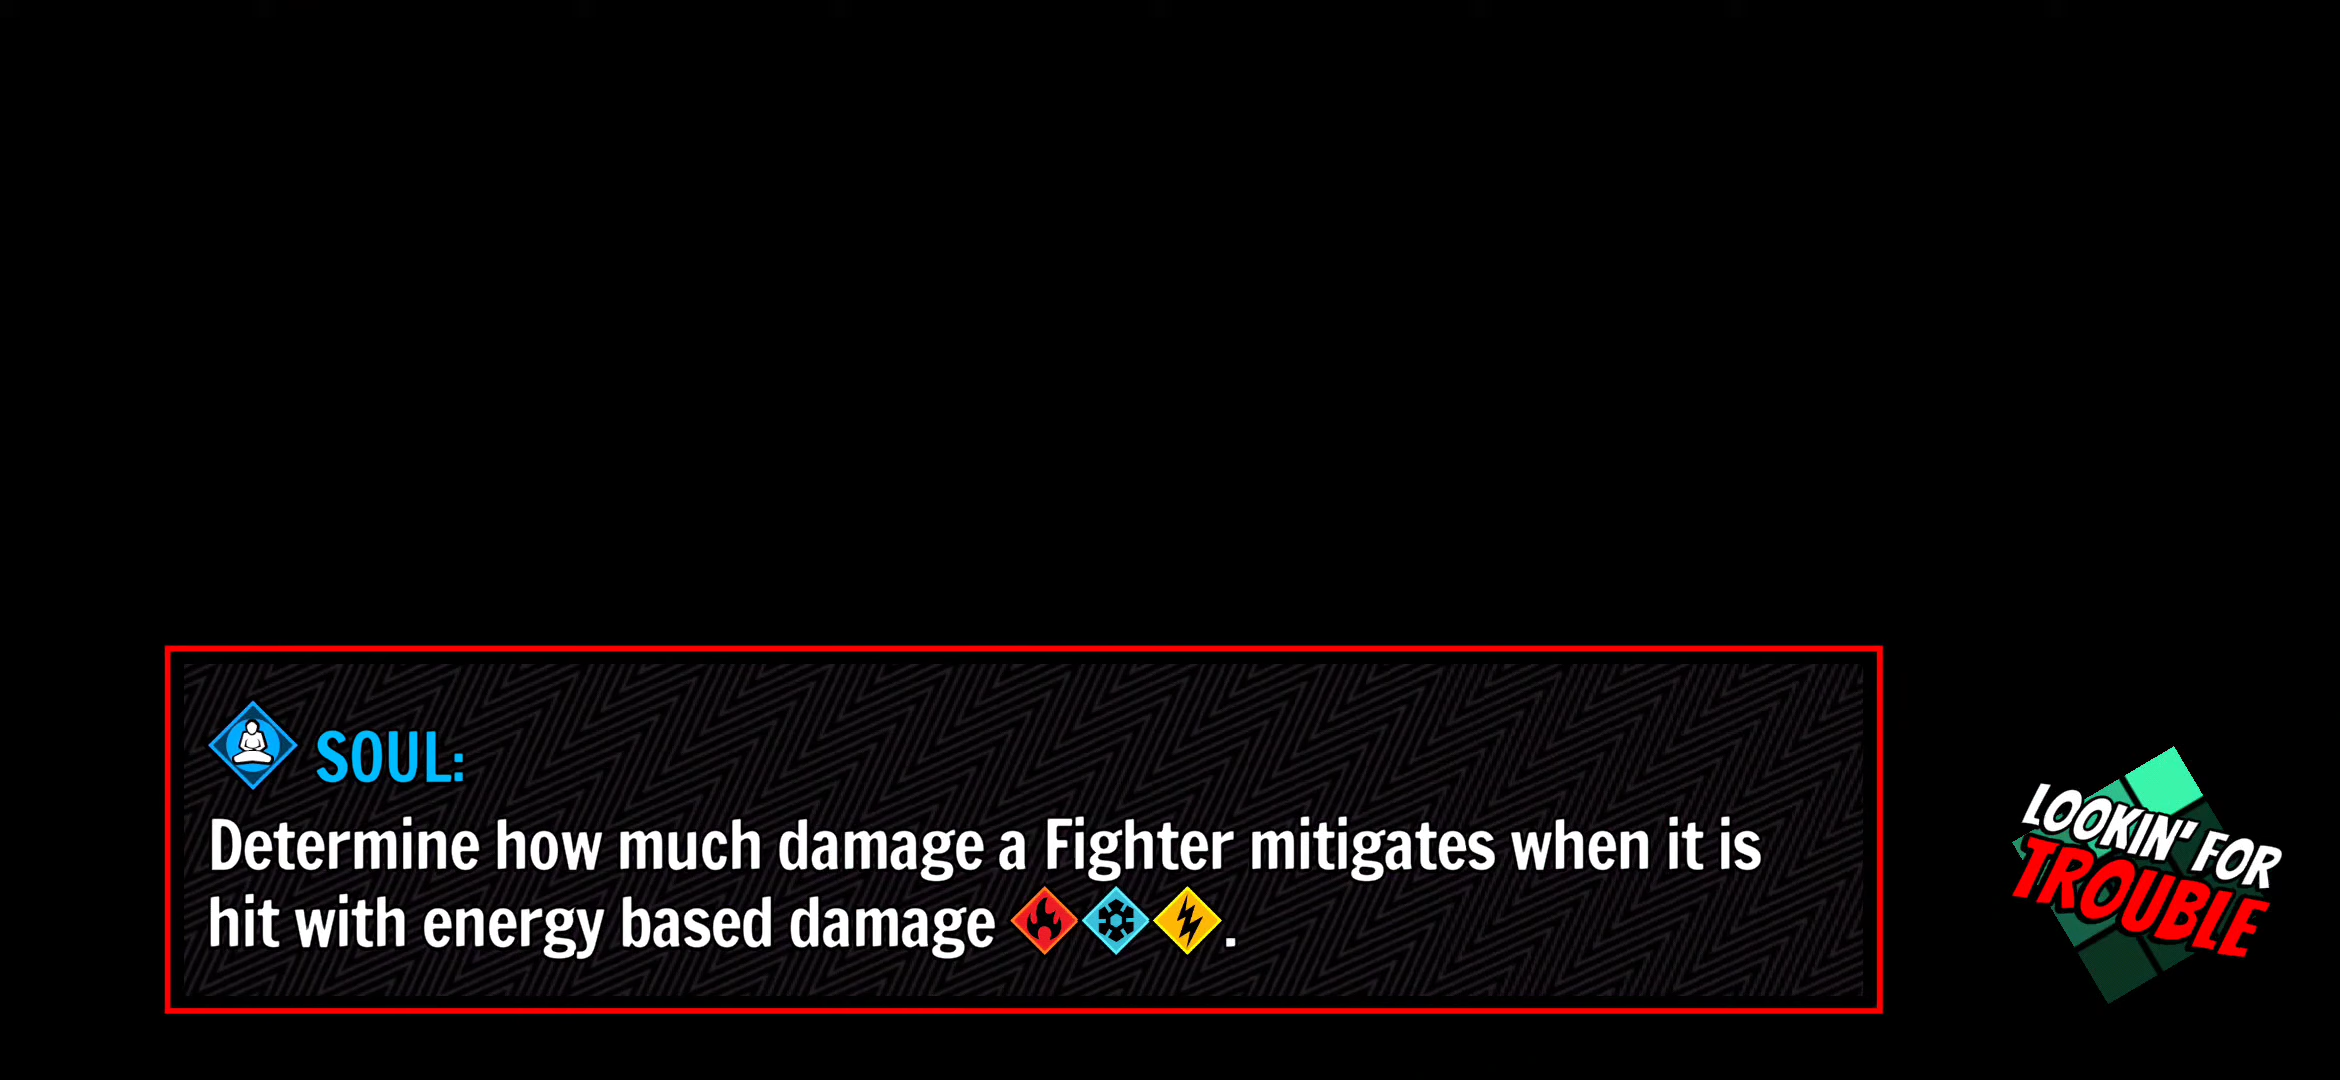 SOUL:
Determine how much damage a Fighter mitigates when it is
hit with energy based damage .
LOOKIN' FOR
TROUBLE